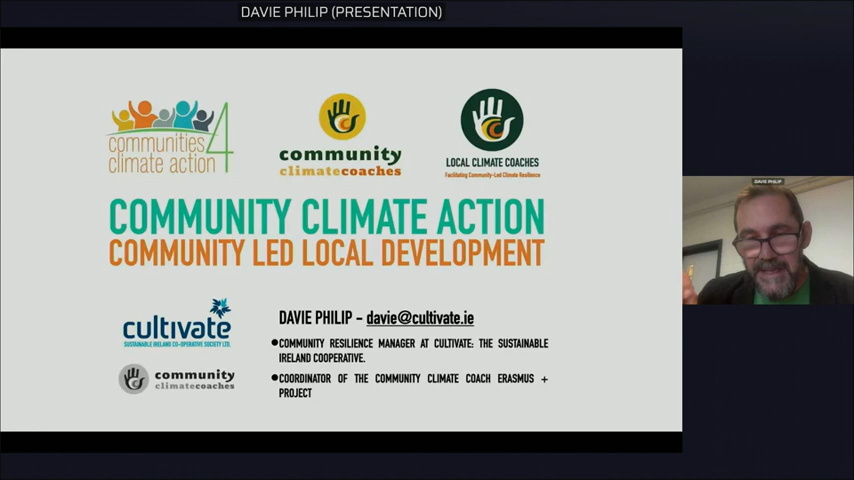 DAVIE PHILIP (PRESENTATION)
communities 4
climate action
community
climatecoaches
LOCAL CLIMATE COACHES
Facilitating Community-Led Climate Resilience
COMMUNITY CLIMATE ACTION
COMMUNITY LED LOCAL DEVELOPMENT
cultivate
SUSTAINABLE IRELAND CO-OPERATIVE SOCIETY LTD.
community
climatecoaches
DAVIE PHILIP – davie@cultivate.ie
●COMMUNITY RESILIENCE MANAGER AT CULTIVATE: THE SUSTAINABLE
IRELAND COOPERATIVE.
●COORDINATOR OF THE COMMUNITY CLIMATE COACH ERASMUS +
PROJECT
DAVIE PHILIP